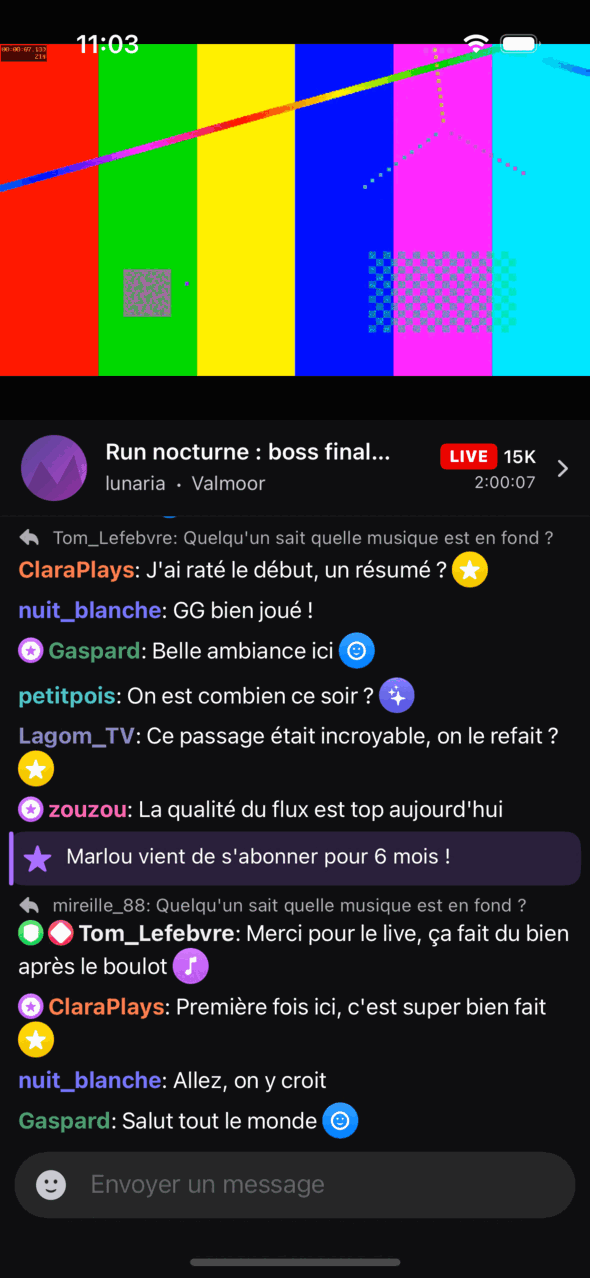 00:00:07.133
214
11:03
Run nocturne : boss final...
LIVE 15K
lunaria • Valmoor
2:00:07
Tom_Lefebvre: Quelqu'un sait quelle musique est en fond ?
ClaraPlays: J'ai raté le début, un résumé ?
nuit_blanche: GG bien joué !
Gaspard: Belle ambiance ici
petitpois: On est combien ce soir ?
Lagom_TV: Ce passage était incroyable, on le refait ?
zouzou: La qualité du flux est top aujourd'hui
Marlou vient de s'abonner pour 6 mois !
mireille_88: Quelqu'un sait quelle musique est en fond ?
Tom_Lefebvre: Merci pour le live, ça fait du bien
après le boulot
ClaraPlays: Première fois ici, c'est super bien fait
nuit_blanche: Allez, on y croit
Gaspard: Salut tout le monde
Envoyer un message